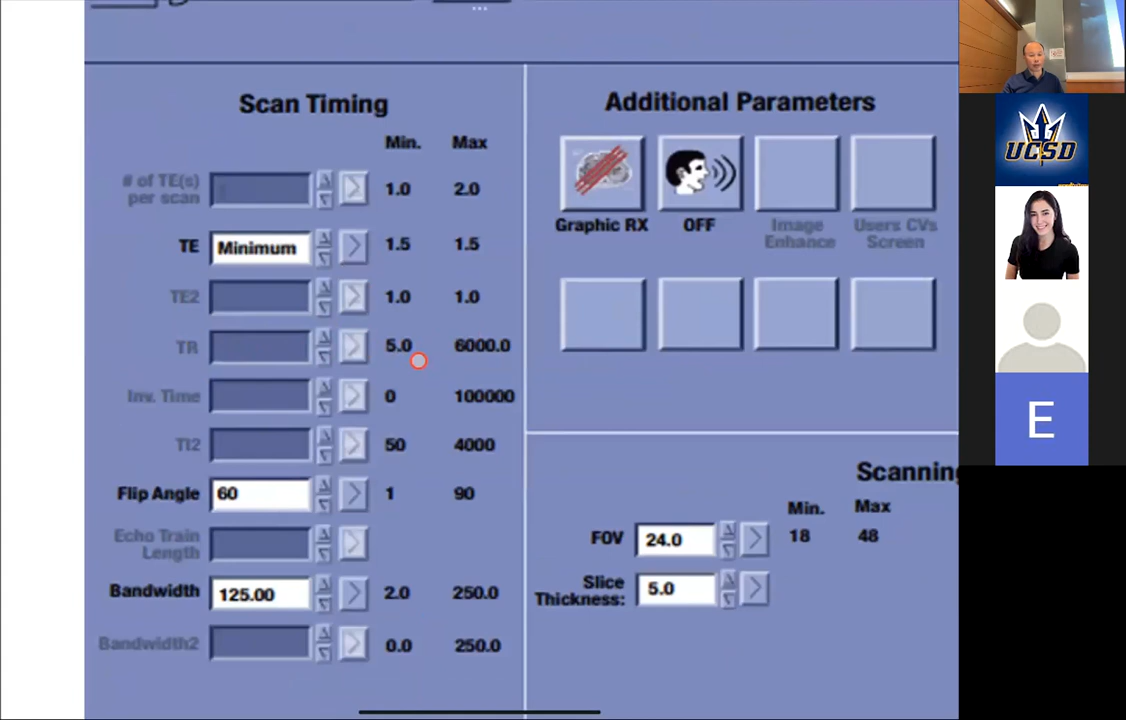 Scan Timing
Min. Max
# of TE(s)
per scan
1.0 2.0
TE Minimum 1.5 1.5
TE2 1.0 1.0
TR 5.0 6000.0
Inv. Time 0 100000
TI2 50 4000
Flip Angle 60 1 90
Echo Train
Length
Bandwidth 125.00 2.0 250.0
Bandwidth2 0.0 250.0
Additional Parameters
Graphic RX OFF Image
Enhance
Users CVs
Screen
Scanning
Min. Max
FOV 24.0 18 48
Slice
Thickness: 5.0
UCSD
E